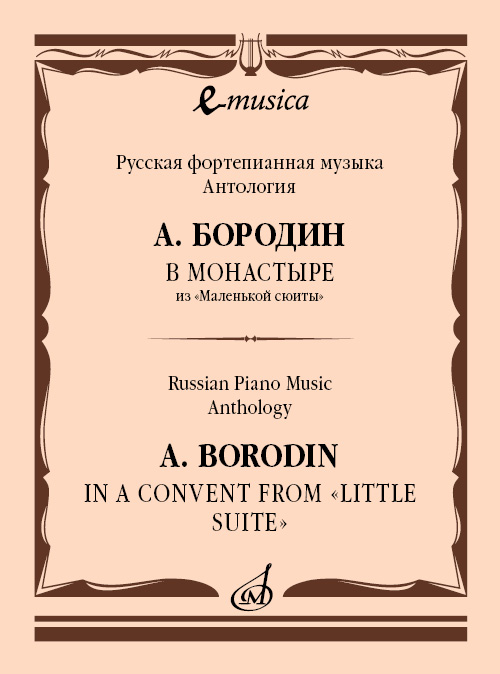 e-musica
Русская фортепианная музыка
Антология
А. БОРОДИН
В МОНАСТЫРЕ
из «Маленькой сюиты»
Russian Piano Music
Anthology
A. BORODIN
IN A CONVENT FROM «LITTLE
SUITE»